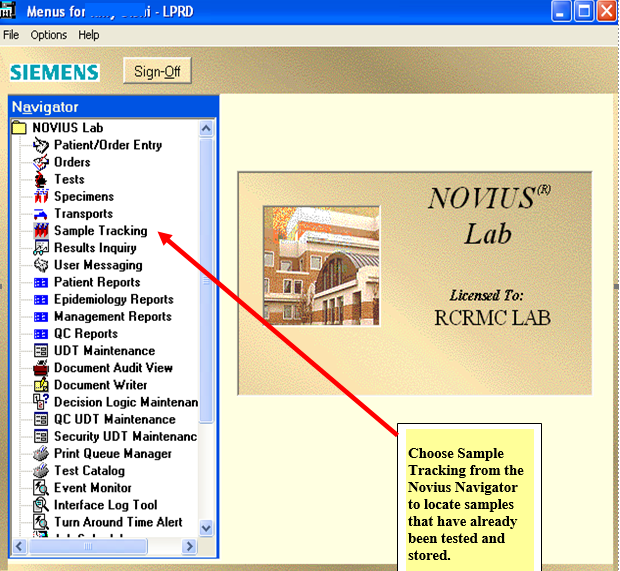 Menus for - LPRD
File Options Help
SIEMENS Sign-Off
Navigator
NOVIUS Lab
Patient/Order Entry
Orders
Tests
Specimens
Transports
Sample Tracking
Results Inquiry
User Messaging
Patient Reports
Epidemiology Reports
Management Reports
QC Reports
UDT Maintenance
Document Audit View
Document Writer
Decision Logic Maintenan
QC UDT Maintenance
Security UDT Maintenanc
Print Queue Manager
Test Catalog
Event Monitor
Interface Log Tool
Turn Around Time Alert
NOVIUS(R)
Lab
Licensed To:
RCRMC LAB
Choose Sample
Tracking from the
Novius Navigator
to locate samples
that have already
been tested and
stored.